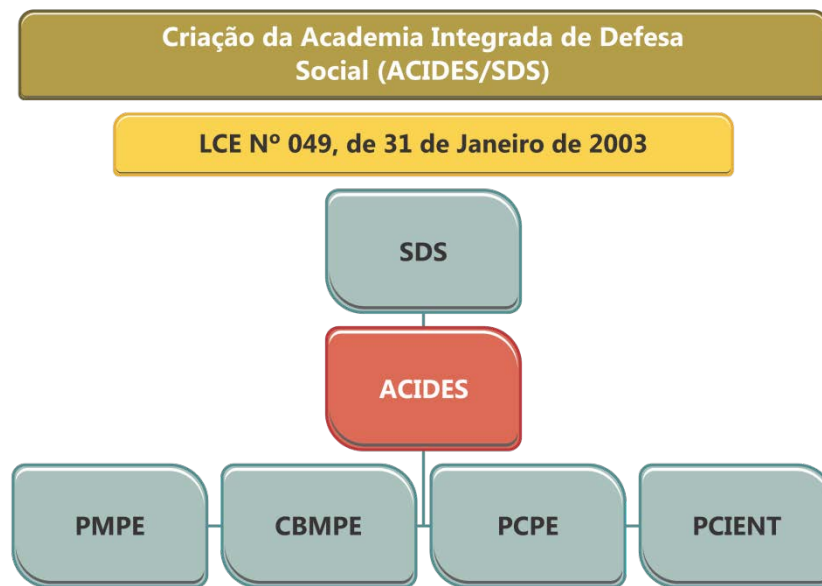 Criação da Academia Integrada de Defesa
Social (ACIDES/SDS)
LCE Nº 049, de 31 de Janeiro de 2003
SDS
ACIDES
PMPE
CBMPE
PCPE
PCIENT